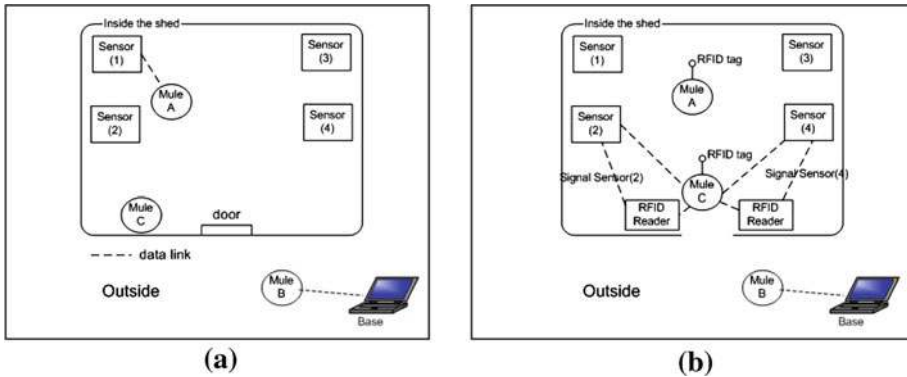 Inside the shed
Sensor
(1)
Sensor
(3)
Mule
A
Sensor
(2)
Sensor
(4)
Mule
C
door
data link
Outside
Mule
B
Base
(a)
Inside the shed
Sensor
(1)
RFID tag
Sensor
(3)
Mule
A
Sensor
(2)
Sensor
(4)
RFID tag
Signal Sensor(2)
Mule
C
Signal Sensor(4)
RFID
Reader
RFID
Reader
Outside
Mule
B
Base
(b)